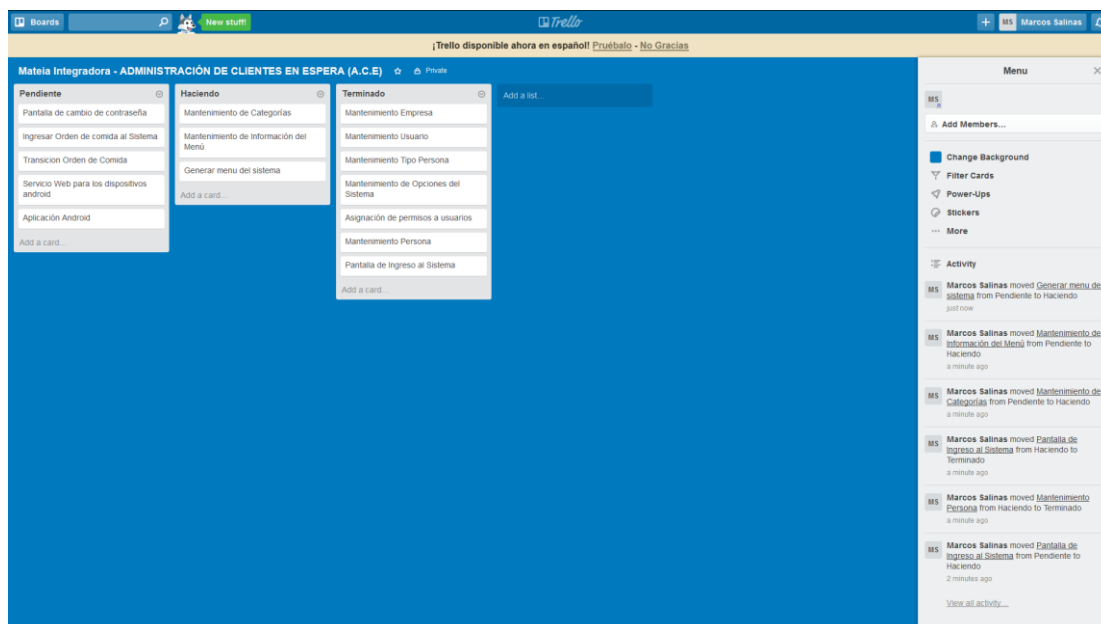 Boards
New stuff!
Trello
MS Marcos Salinas
¡Trello disponible ahora en español! Pruébalo - No Gracias
Mateia Integradora - ADMINISTRACIÓN DE CLIENTES EN ESPERA (A.C.E)
Private
Pendiente
Pantalla de cambio de contraseña
Ingresar Orden de comida al Sistema
Transicion Orden de Comida
Servicio Web para los dispositivos
android
Aplicación Android
Add a card...
Haciendo
Mantenimiento de Categorías
Mantenimiento de Información del
Menú
Generar menu del sistema
Add a card...
Terminado
Mantenimiento Empresa
Mantenimiento Usuario
Mantenimiento Tipo Persona
Mantenimiento de Opciones del
Sistema
Asignación de permisos a usuarios
Mantenimiento Persona
Pantalla de Ingreso al Sistema
Add a card...
Add a list...
Menu
MS
Add Members...
Change Background
Filter Cards
Power-Ups
Stickers
More
Activity
MS
Marcos Salinas moved Generar menu de
sistema from Pendiente to Haciendo
just now
MS
Marcos Salinas moved Mantenimiento de
Información del Menú from Pendiente to
Haciendo
a minute ago
MS
Marcos Salinas moved Mantenimiento de
Categorías from Pendiente to Haciendo
a minute ago
MS
Marcos Salinas moved Pantalla de
Ingreso al Sistema from Haciendo to
Terminado
a minute ago
MS
Marcos Salinas moved Mantenimiento
Persona from Haciendo to Terminado
a minute ago
MS
Marcos Salinas moved Pantalla de
Ingreso al Sistema from Pendiente to
Haciendo
2 minutes ago
View all activity...